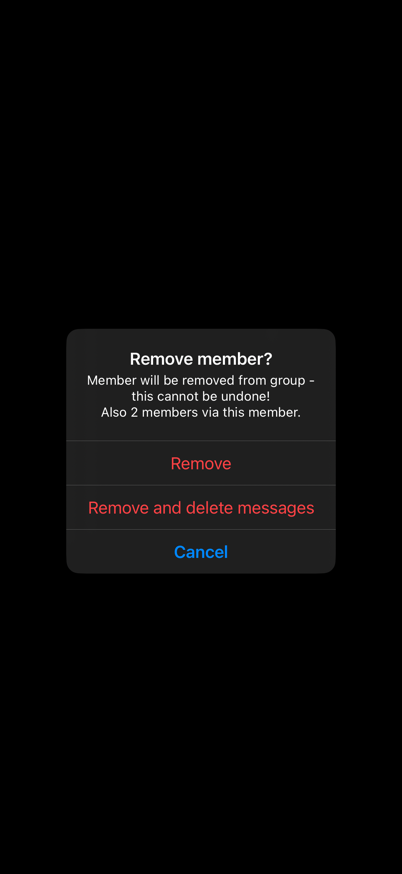 Remove member?
Member will be removed from group -
this cannot be undone!
Also 2 members via this member.
Remove
Remove and delete messages
Cancel